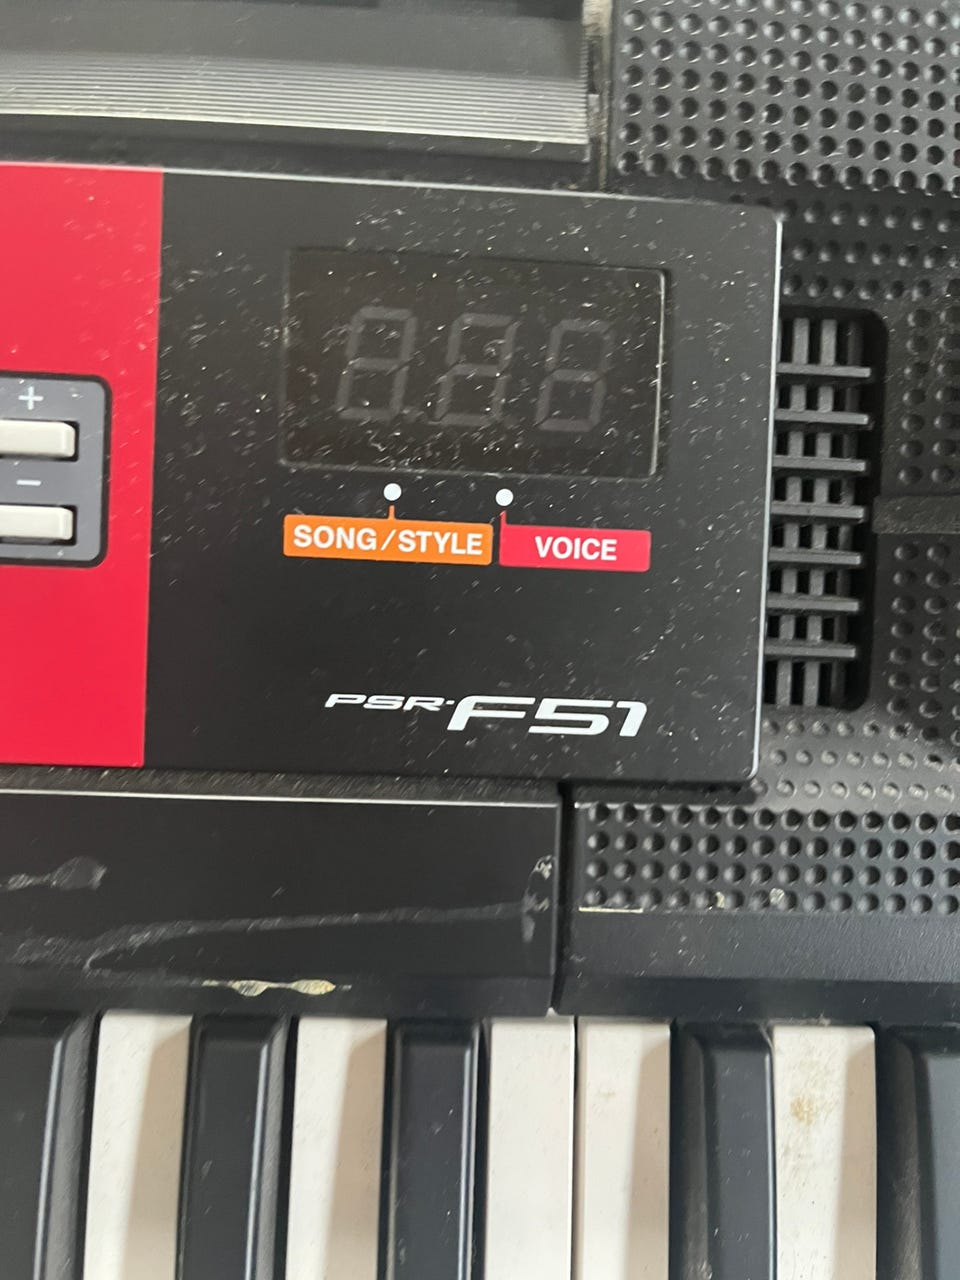 +
−
SONG/STYLE
VOICE
PSR-F51